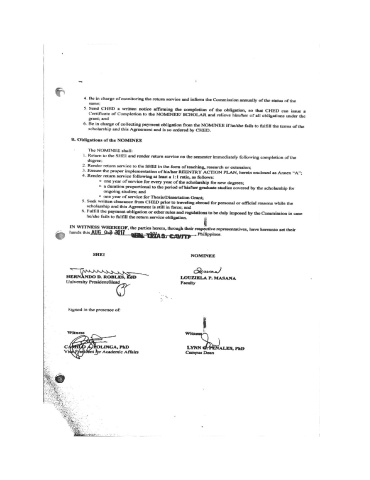 4. Be in charge of monitoring the return service and inform the Commission annually of the status of the
same;
5. Send CHED a written notice affirming the completion of the obligation, so that CHED can issue a
Certificate of Completion to the NOMINEE/ SCHOLAR and relieve him/her of all obligations under the
grant; and
6. Be in charge of collecting payment obligation from the NOMINEE if he/she fails to fulfill the terms of the
scholarship and this Agreement and is so ordered by CHED.
B. Obligations of the NOMINEE
The NOMINEE shall:
1. Return to the SHEI and render return service on the semester immediately following completion of the
degree;
2. Render return service to the SHEI in the form of teaching, research or extension;
3. Ensure the proper implementation of his/her REENTRY ACTION PLAN, hereto enclosed as Annex "A";
4. Render return service following at least a 1:1 ratio, as follows:
• one year of service for every year of the scholarship for new degrees;
• a duration proportional to the period of his/her graduate studies covered by the scholarship for
ongoing studies; and
• one year of service for Thesis/Dissertation Grant;
5. Seek written clearance from CHED prior to traveling abroad for personal or official reasons while the
scholarship and this Agreement is still in force; and
6. Fulfill the payment obligation or other rules and regulations to be duly imposed by the Commission in case
he/she fails to fulfill the return service obligation.
IN WITNESS WHEREOF, the parties hereto, through their respective representatives, have hereunto set their
hands this AUG 2017 CAVITE Philippines
SHEI
NOMINEE
HERNANDO D. ROBLES, EdD
University President/Head
LOUZIELA P. MASANA
Faculty
Signed in the presence of:
Witness
Witness
CAMILO A. POLINGA, PhD
Vice President for Academic Affairs
LYNN PENALES, PhD
Campus Dean